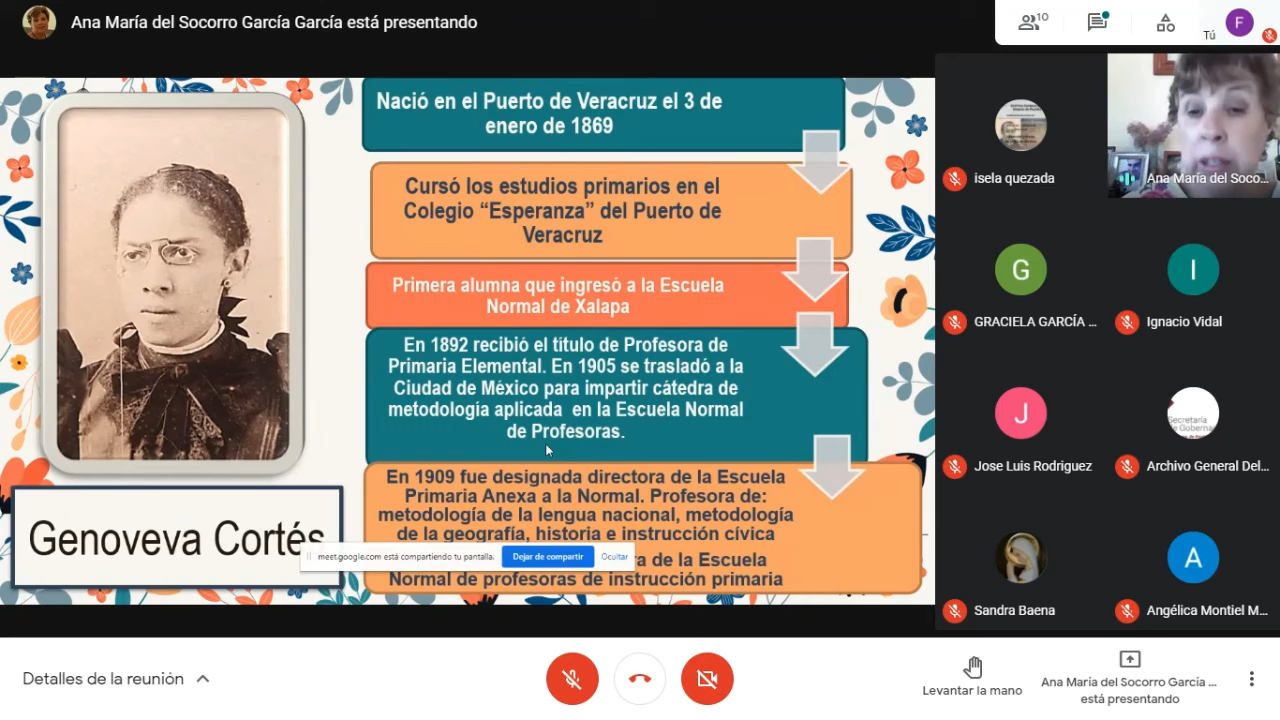 Ana María del Socorro García García está presentando
10
Tú
F
Nació en el Puerto de Veracruz el 3 de
enero de 1869
Cursó los estudios primarios en el
Colegio “Esperanza” del Puerto de
Veracruz
Primera alumna que ingresó a la Escuela
Normal de Xalapa
En 1892 recibió el título de Profesora de
Primaria Elemental. En 1905 se trasladó a la
Ciudad de México para impartir cátedra de
metodología aplicada en la Escuela Normal
de Profesoras.
En 1909 fue designada directora de la Escuela
Primaria Anexa a la Normal. Profesora de:
metodología de la lengua nacional, metodología
de la geografía, historia e instrucción cívica
de la Escuela
Normal de profesoras de instrucción primaria
Genoveva Cortés
meet.google.com está compartiendo tu pantalla.
Dejar de compartir
Ocultar
isela quezada
Ana María del Soco...
G
GRACIELA GARCÍA ...
I
Ignacio Vidal
J
Jose Luis Rodriguez
Secretaría
de Goberna
Archivo General Del...
Sandra Baena
A
Angélica Montiel M...
Detalles de la reunión
Levantar la mano
Ana María del Socorro García ...
está presentando